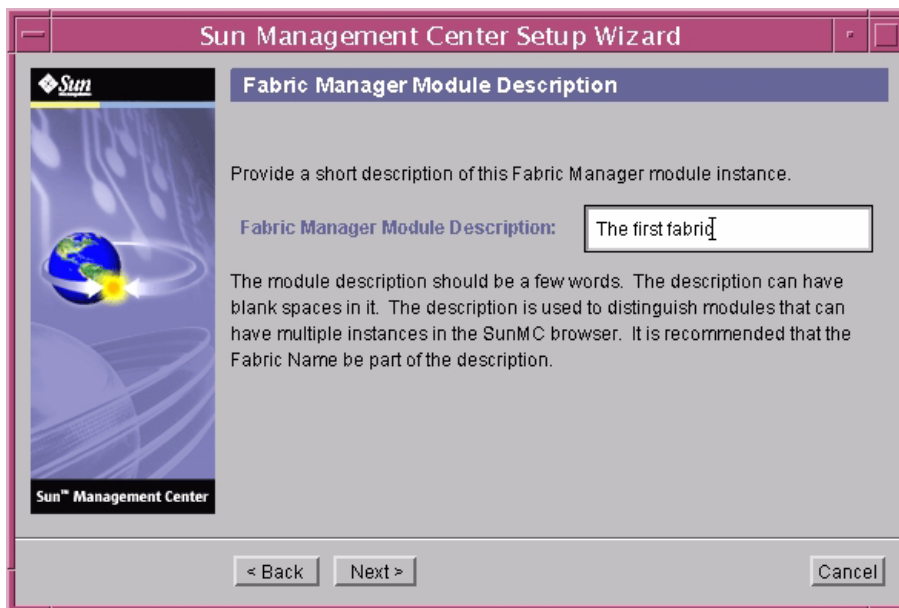 Sun Management Center Setup Wizard
Sun
Fabric Manager Module Description
Provide a short description of this Fabric Manager module instance.
Fabric Manager Module Description: The first fabric
The module description should be a few words. The description can have
blank spaces in it. The description is used to distinguish modules that can
have multiple instances in the SunMC browser. It is recommended that the
Fabric Name be part of the description.
Sun™ Management Center
< Back Next > Cancel